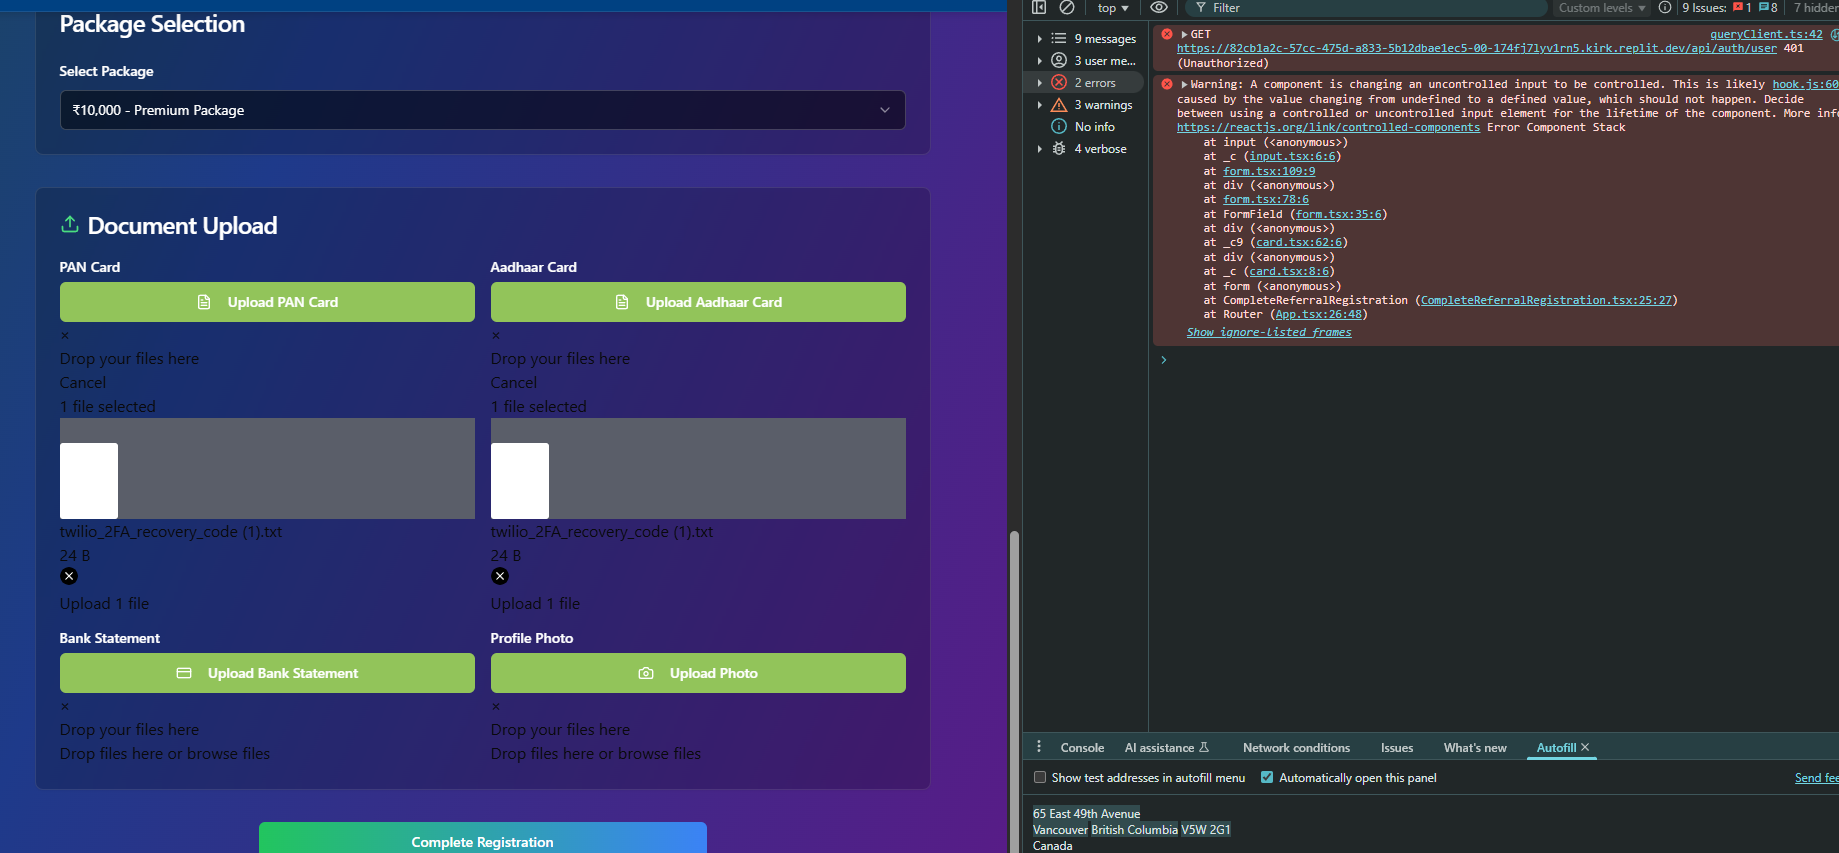 Package Selection
Select Package
₹10,000 - Premium Package
Document Upload
PAN Card
Upload PAN Card
×
Drop your files here
Cancel
1 file selected
twilio_2FA_recovery_code (1).txt
24 B
Upload 1 file
Aadhaar Card
Upload Aadhaar Card
×
Drop your files here
Cancel
1 file selected
twilio_2FA_recovery_code (1).txt
24 B
Upload 1 file
Bank Statement
Upload Bank Statement
×
Drop your files here
Drop files here or browse files
Profile Photo
Upload Photo
×
Drop your files here
Drop files here or browse files
Complete Registration
top
Filter
Custom levels
9 Issues: 1 8
7 hidden
9 messages
3 user me...
2 errors
3 warnings
No info
4 verbose
GET queryClient.ts:42
https://82cb1a2c-57cc-475d-a833-5b12dbae1ec5-00-174fj7lyv1rn5.kirk.replit.dev/api/auth/user 401
(Unauthorized)
Warning: A component is changing an uncontrolled input to be controlled. This is likely hook.js:60
caused by the value changing from undefined to a defined value, which should not happen. Decide
between using a controlled or uncontrolled input element for the lifetime of the component. More info
https://reactjs.org/link/controlled-components Error Component Stack
at input (<anonymous>)
at _c (input.tsx:6:6)
at form.tsx:109:9
at div (<anonymous>)
at form.tsx:78:6
at FormField (form.tsx:35:6)
at div (<anonymous>)
at _c9 (card.tsx:62:6)
at div (<anonymous>)
at _c (card.tsx:8:6)
at form (<anonymous>)
at CompleteReferralRegistration (CompleteReferralRegistration.tsx:25:27)
at Router (App.tsx:26:48)
Show ignore-listed frames
Console AI assistance Network conditions Issues What's new Autofill
Show test addresses in autofill menu Automatically open this panel Send fee
65 East 49th Avenue
Vancouver British Columbia V5W 2G1
Canada